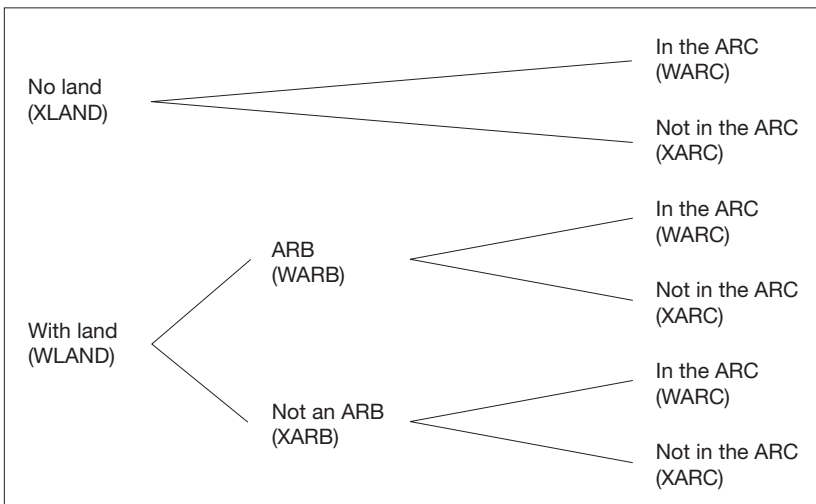 No land
(XLAND)
In the ARC
(WARC)
Not in the ARC
(XARC)
With land
(WLAND)
ARB
(WARB)
In the ARC
(WARC)
Not in the ARC
(XARC)
Not an ARB
(XARB)
In the ARC
(WARC)
Not in the ARC
(XARC)